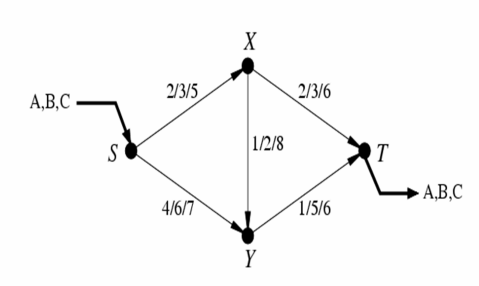 X
A,B,C
2/3/5
2/3/6
1/2/8
S
T
4/6/7
1/5/6
A,B,C
Y